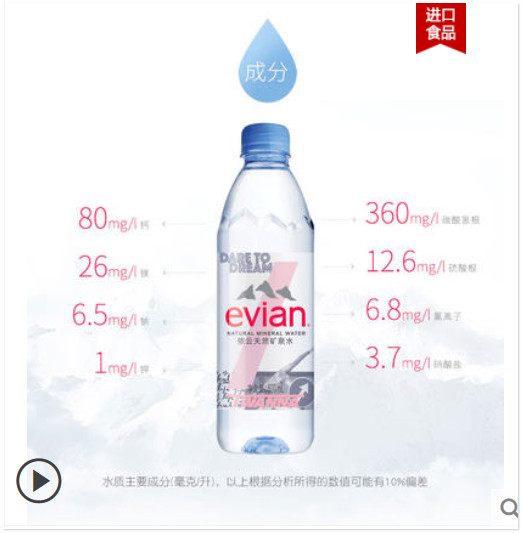 进口
食品
成分
80mg/l 钙
360mg/l 碳酸氢根
26mg/l 镁
12.6mg/l 硫酸根
6.5mg/l 钠
6.8mg/l 氯离子
1mg/l 钾
3.7mg/l 硝酸盐
DARE TO
DREAM
evian
NATURAL MINERAL WATER
依云天然矿泉水
水质主要成分(毫克/升)，以上根据分析所得的数值可能有10%偏差